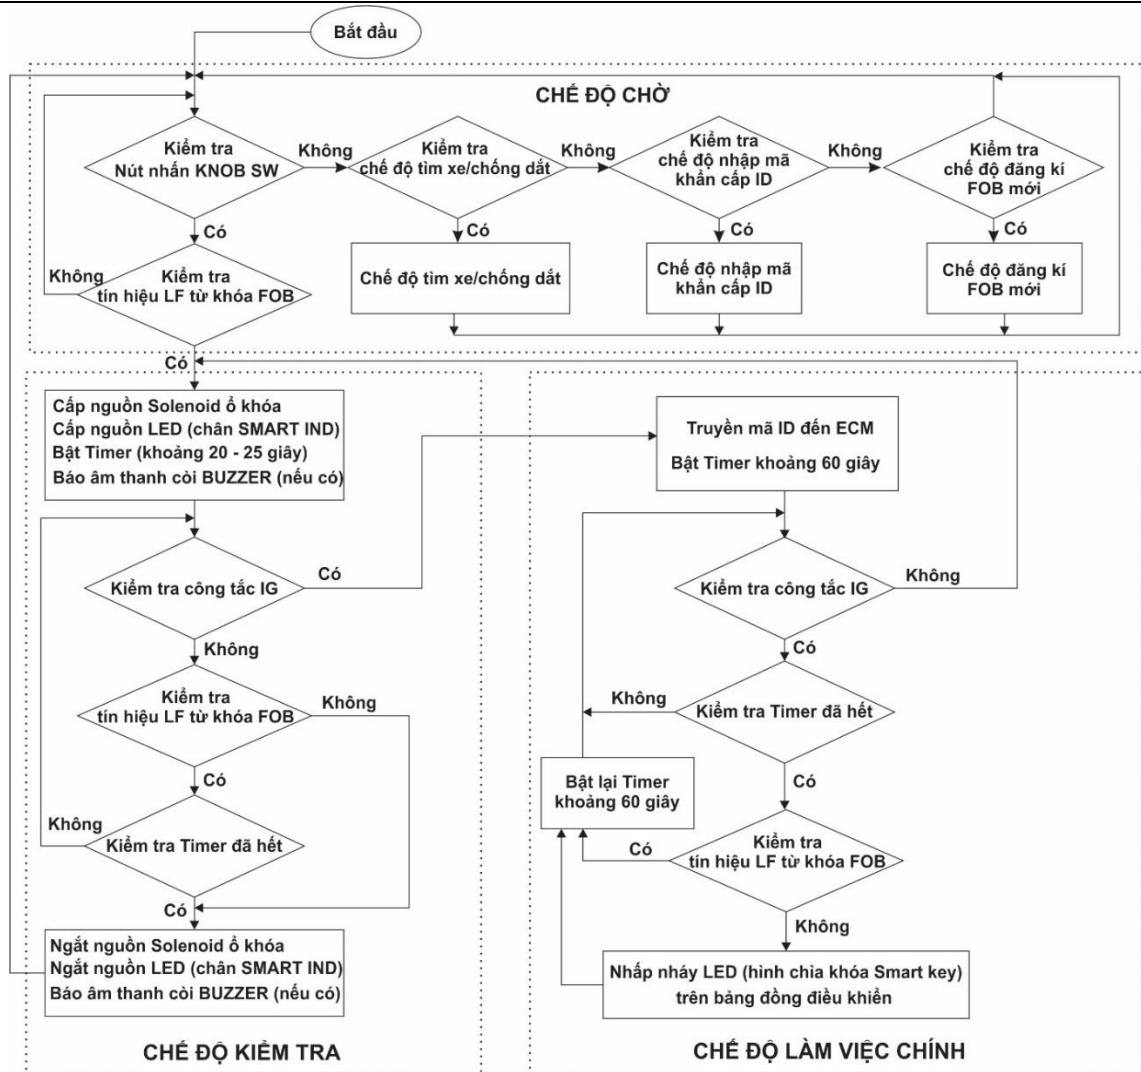 Bắt đầu
CHẾ ĐỘ CHỜ
Kiểm tra
Nút nhấn KNOB SW
Không
Kiểm tra
chế độ tìm xe/chống dắt
Không
Kiểm tra
chế độ nhập mã
khẩn cấp ID
Không
Kiểm tra
chế độ đăng kí
FOB mới
Có
Có
Có
Có
Không
Kiểm tra
tín hiệu LF từ khóa FOB
Chế độ tìm xe/chống dắt
Chế độ nhập mã
khẩn cấp ID
Chế độ đăng kí
FOB mới
Có
Cấp nguồn Solenoid ổ khóa
Cấp nguồn LED (chân SMART IND)
Bật Timer (khoảng 20 - 25 giây)
Báo âm thanh còi BUZZER (nếu có)
Kiểm tra công tắc IG
Có
Không
Kiểm tra
tín hiệu LF từ khóa FOB
Không
Có
Không
Kiểm tra Timer đã hết
Có
Ngắt nguồn Solenoid ổ khóa
Ngắt nguồn LED (chân SMART IND)
Báo âm thanh còi BUZZER (nếu có)
CHẾ ĐỘ KIỂM TRA
Truyền mã ID đến ECM
Bật Timer khoảng 60 giây
Kiểm tra công tắc IG
Không
Có
Không
Kiểm tra Timer đã hết
Có
Bật lại Timer
khoảng 60 giây
Có
Kiểm tra
tín hiệu LF từ khóa FOB
Không
Nhấp nháy LED (hình chìa khóa Smart key)
trên bảng đồng điều khiển
CHẾ ĐỘ LÀM VIỆC CHÍNH